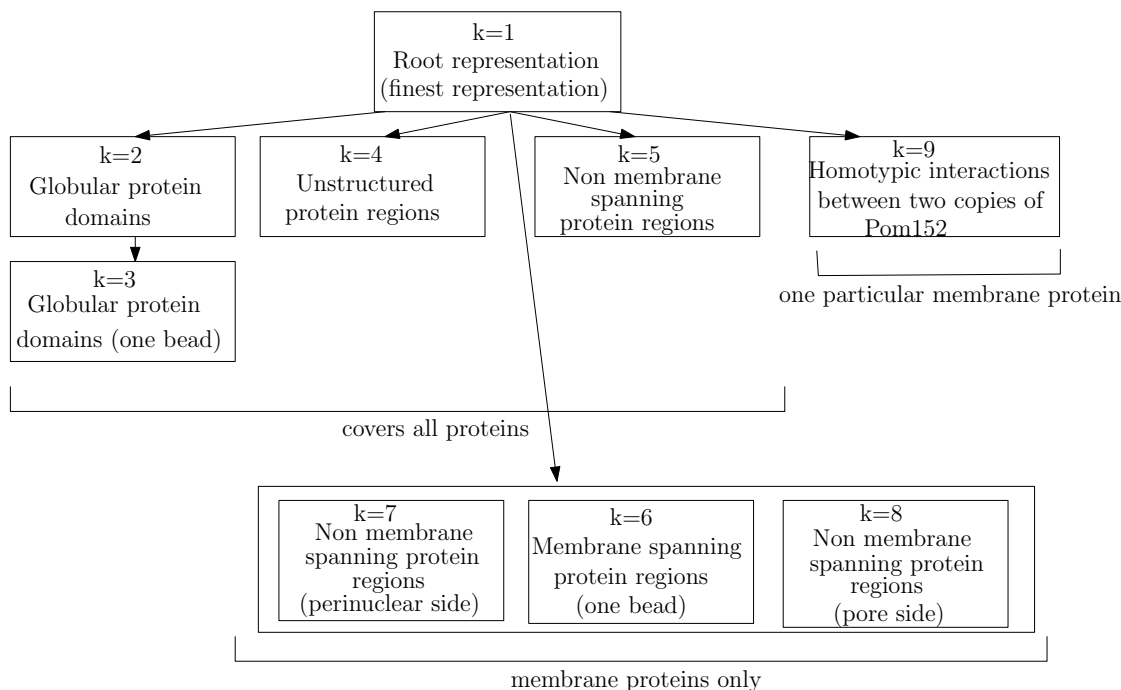 k=1
Root representation
(finest representation)
k=2
Globular protein
domains
k=4
Unstructured
protein regions
k=5
Non membrane
spanning
protein regions
k=9
Homotypic interactions
between two copies of
Pom152
k=3
Globular protein
domains (one bead)
one particular membrane protein
covers all proteins
k=7
Non membrane
spanning protein
regions
(perinuclear side)
k=6
Membrane spanning
protein regions
(one bead)
k=8
Non membrane
spanning protein
regions
(pore side)
membrane proteins only